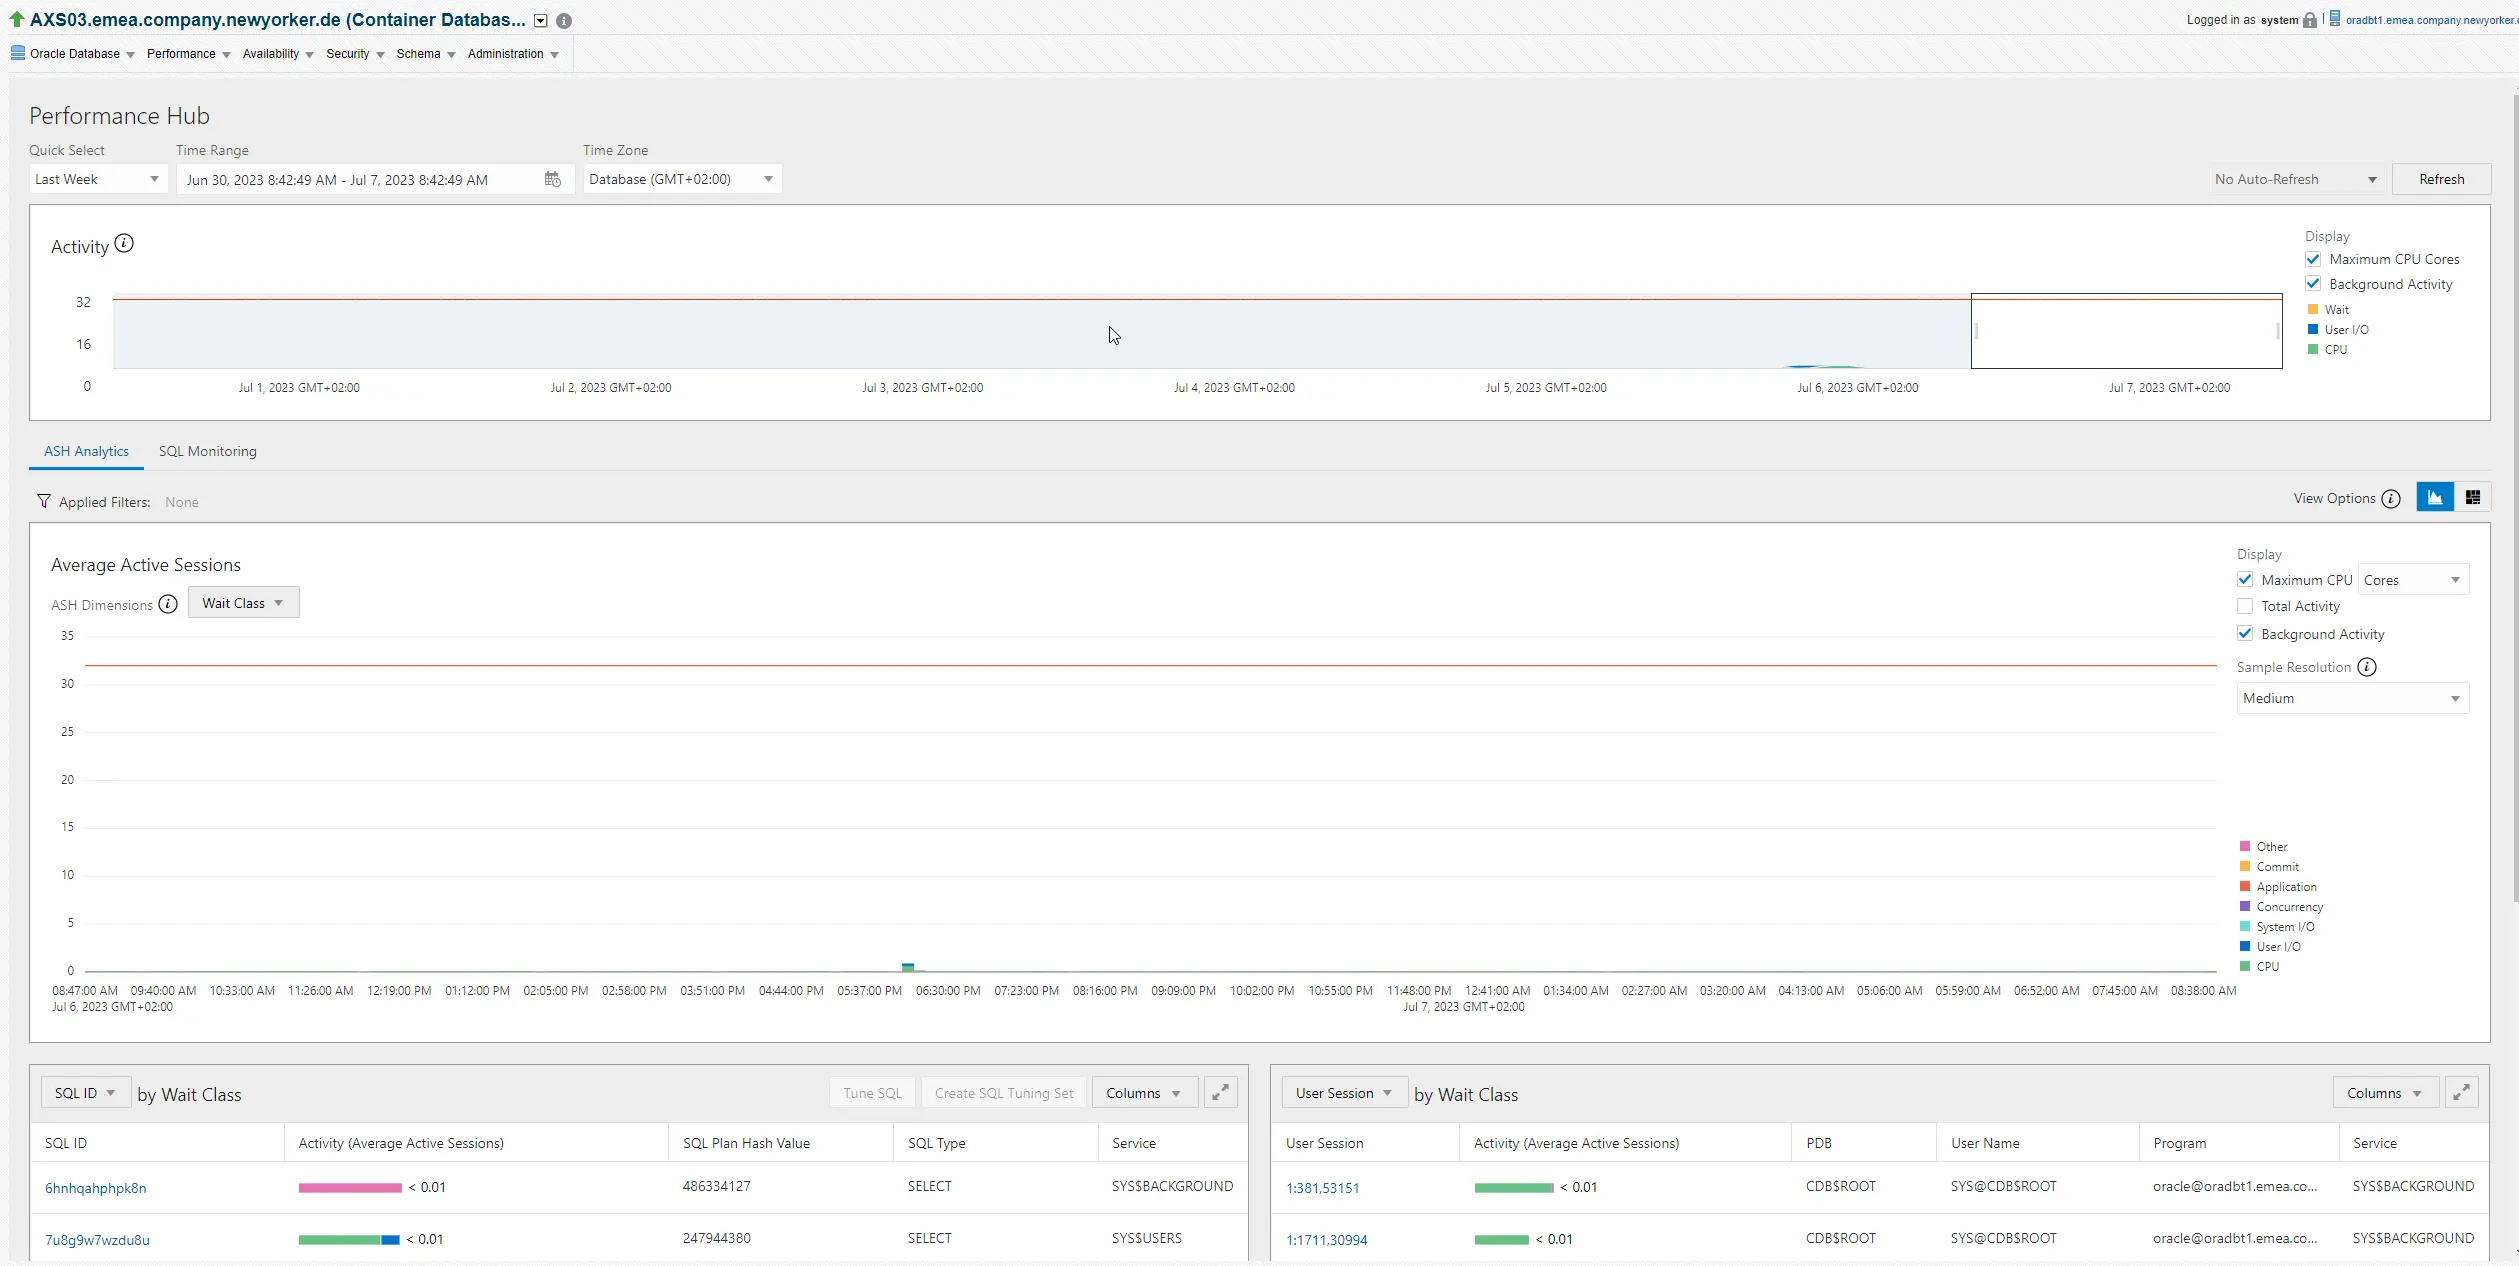 AXS03.emea.company.newyorker.de (Container Databas...
Logged in as system
oradbt1.emea.company.newyorker.
Oracle Database Performance Availability Security Schema Administration
Performance Hub
Quick Select Time Range Time Zone
Last Week Jun 30, 2023 8:42:49 AM - Jul 7, 2023 8:42:49 AM Database (GMT+02:00) No Auto-Refresh Refresh
Activity
Display
Maximum CPU Cores
Background Activity
Wait
User I/O
CPU
32
16
0
Jul 1, 2023 GMT+02:00 Jul 2, 2023 GMT+02:00 Jul 3, 2023 GMT+02:00 Jul 4, 2023 GMT+02:00 Jul 5, 2023 GMT+02:00 Jul 6, 2023 GMT+02:00 Jul 7, 2023 GMT+02:00
ASH Analytics SQL Monitoring
Applied Filters: None View Options
Average Active Sessions
ASH Dimensions Wait Class
Display
Maximum CPU Cores
Total Activity
Background Activity
Sample Resolution
Medium
35
30
25
20
15
10
5
0
Other
Commit
Application
Concurrency
System I/O
User I/O
CPU
08:47:00 AM 09:40:00 AM 10:33:00 AM 11:26:00 AM 12:19:00 PM 01:12:00 PM 02:05:00 PM 02:58:00 PM 03:51:00 PM 04:44:00 PM 05:37:00 PM 06:30:00 PM 07:23:00 PM 08:16:00 PM 09:09:00 PM 10:02:00 PM 10:55:00 PM 11:48:00 PM 12:41:00 AM 01:34:00 AM 02:27:00 AM 03:20:00 AM 04:13:00 AM 05:06:00 AM 05:59:00 AM 06:52:00 AM 07:45:00 AM 08:38:00 AM
Jul 6, 2023 GMT+02:00 Jul 7, 2023 GMT+02:00
SQL ID by Wait Class Tune SQL Create SQL Tuning Set Columns
SQL ID Activity (Average Active Sessions) SQL Plan Hash Value SQL Type Service
6hnhqahphpk8n < 0.01 486334127 SELECT SYS$BACKGROUND
7u8g9w7wzdu8u < 0.01 247944380 SELECT SYS$USERS
User Session by Wait Class Columns
User Session Activity (Average Active Sessions) PDB User Name Program Service
1:381,53151 < 0.01 CDB$ROOT SYS@CDB$ROOT oracle@oradbt1.emea.co... SYS$BACKGROUND
1:1711,30994 < 0.01 CDB$ROOT SYS@CDB$ROOT oracle@oradbt1.emea.co... SYS$BACKGROUND